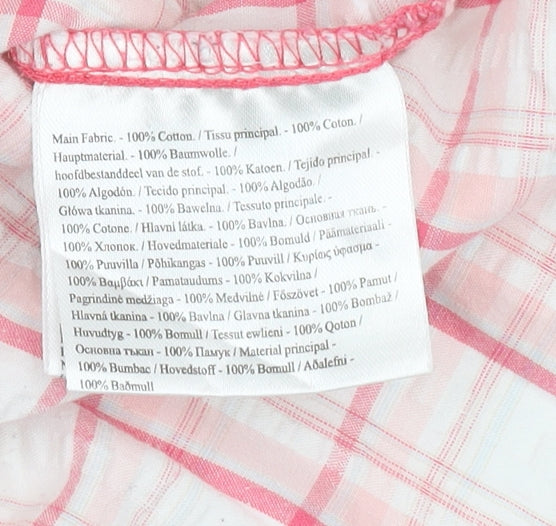 Main Fabric. - 100% Cotton. / Tissu principal. - 100% Coton. /
Hauptmaterial. - 100% Baumwolle. /
hoofdbestanddeel van de stof. - 100% Katoen. / Tejido principal. -
100% Algodón. / Tecido principal. - 100% Algodão. /
Główa tkanina. - 100% Bawelna. / Tessuto principale. -
100% Cotone. / Hlavní látka. - 100% Bavlna. / Основная ткань. -
100% Хлопок. / Hovedmateriale - 100% Bomuld / Päämateriaali -
100% Puuvilla / Põhikangas - 100% Puuvill / Κυρίως ύφασμα -
100% Βαμβάκι / Pamataudums - 100% Kokvilna /
Pagrindinė medžiaga - 100% Medvilnė / Főszövet - 100% Pamut /
Hlavná tkanina - 100% Bavlna / Glavna tkanina - 100% Bombaž /
Huvudtyg - 100% Bomull / Tessut ewlieni - 100% Qoton /
Основна тъкан - 100% Памук / Material principal -
100% Bumbac / Hovedstoff - 100% Bomull / Aðalefni -
100% Baðmull